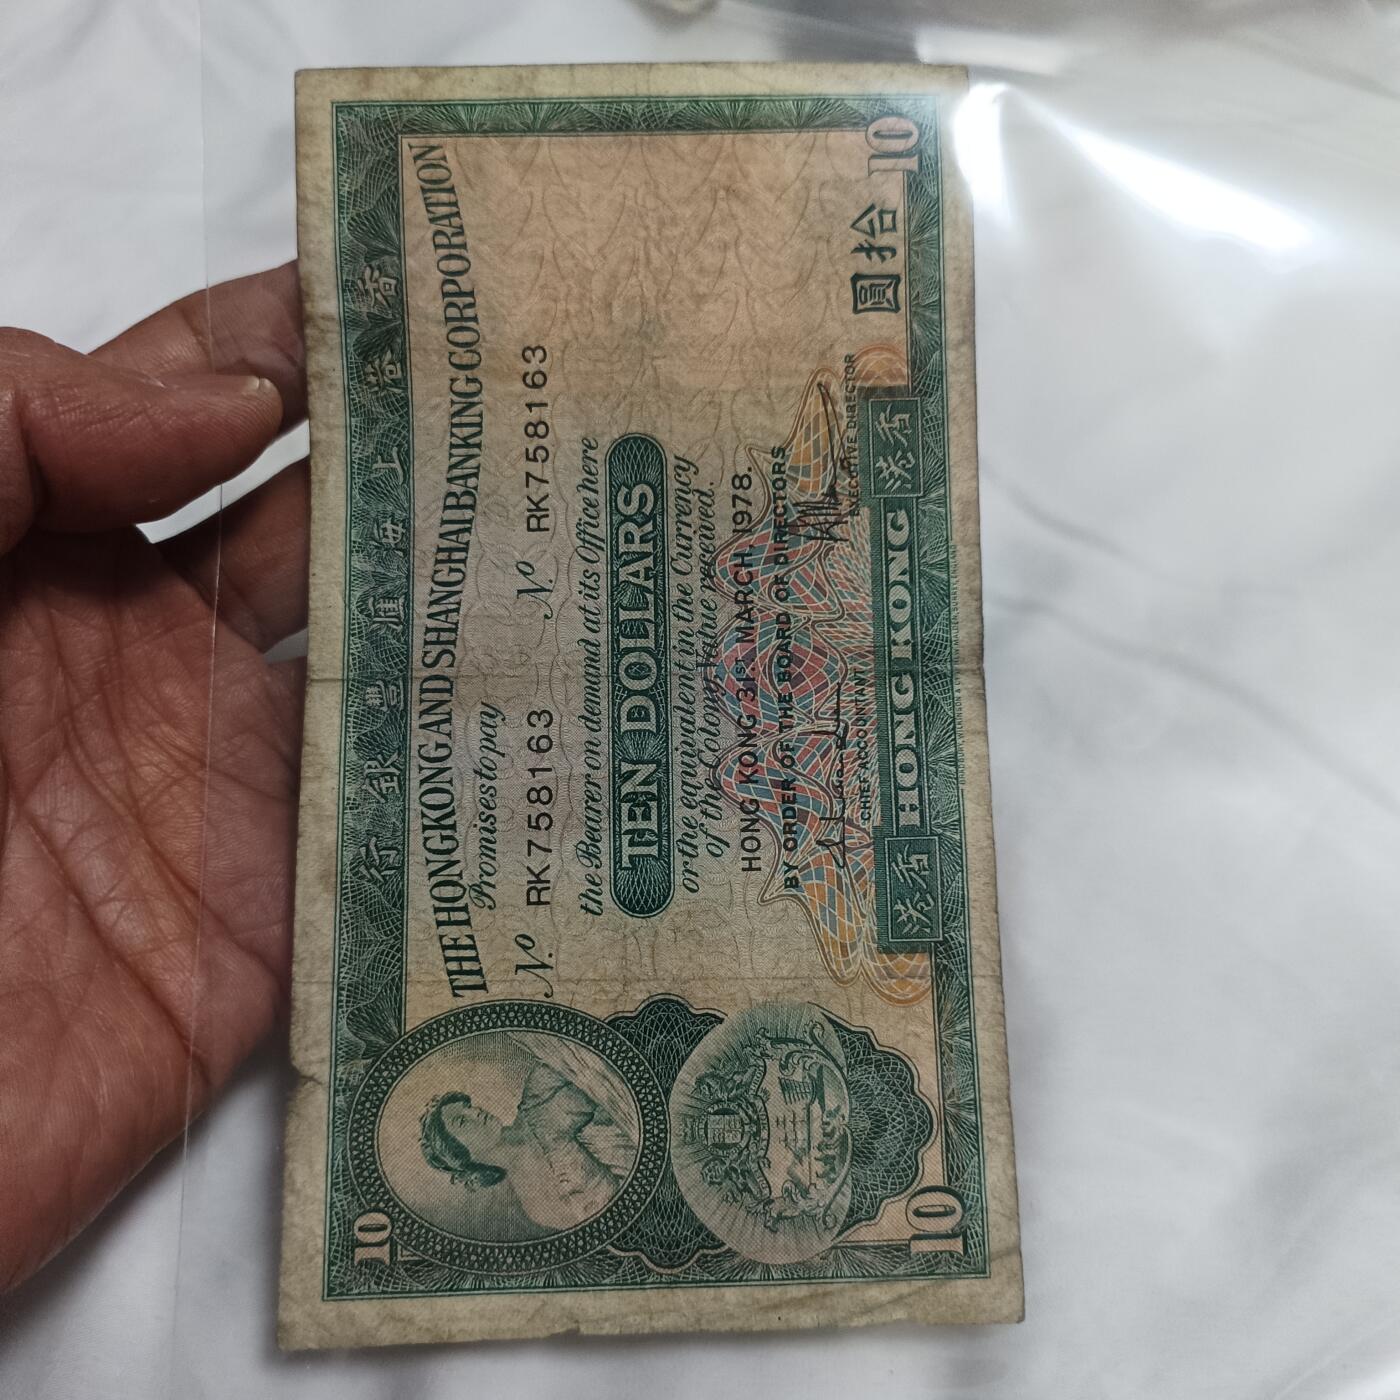 行銀豐滙海上港香
THE HONGKONG AND SHANGHAI BANKING CORPORATION
Promises to pay
No RK758163 No RK758163
the Bearer on demand at its Office here
TEN DOLLARS
or the equivalent in the Currency
of the Colony, Value received.
HONG KONG 31ST MARCH, 1978.
BY ORDER OF THE BOARD OF DIRECTORS
CHIEF ACCOUNTANT EXECUTIVE DIRECTOR
港香 HONG KONG 港香
圓拾
10
10
10